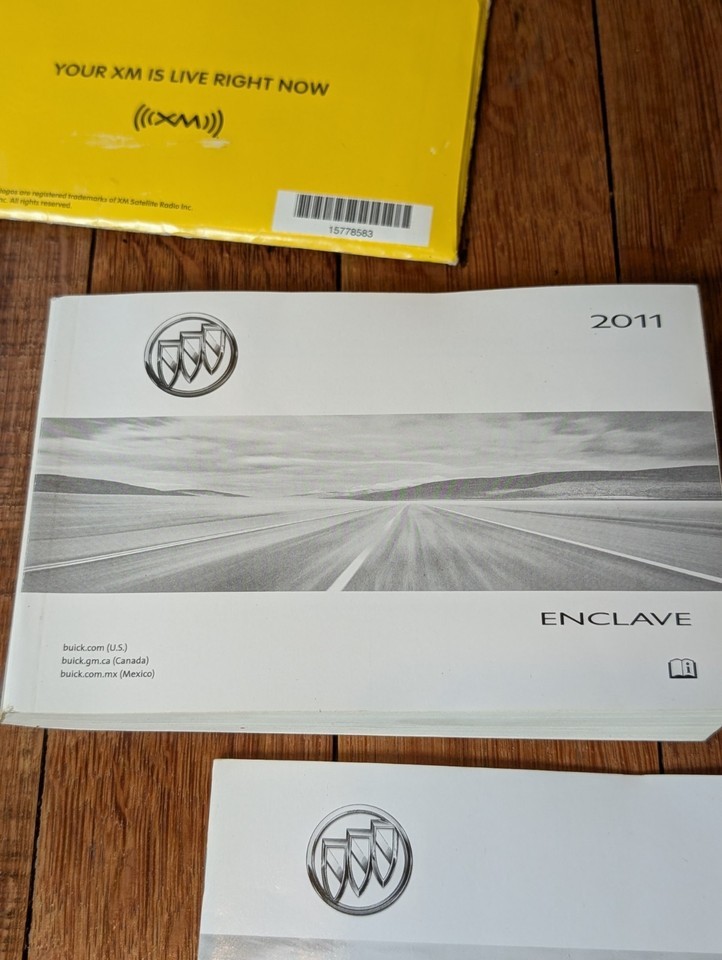 YOUR XM IS LIVE RIGHT NOW
(((XM)))
logos are registered trademarks of XM Satellite Radio Inc.
nc. All rights reserved.
15778583
2011
ENCLAVE
buick.com (U.S.)
buick.gm.ca (Canada)
buick.com.mx (Mexico)